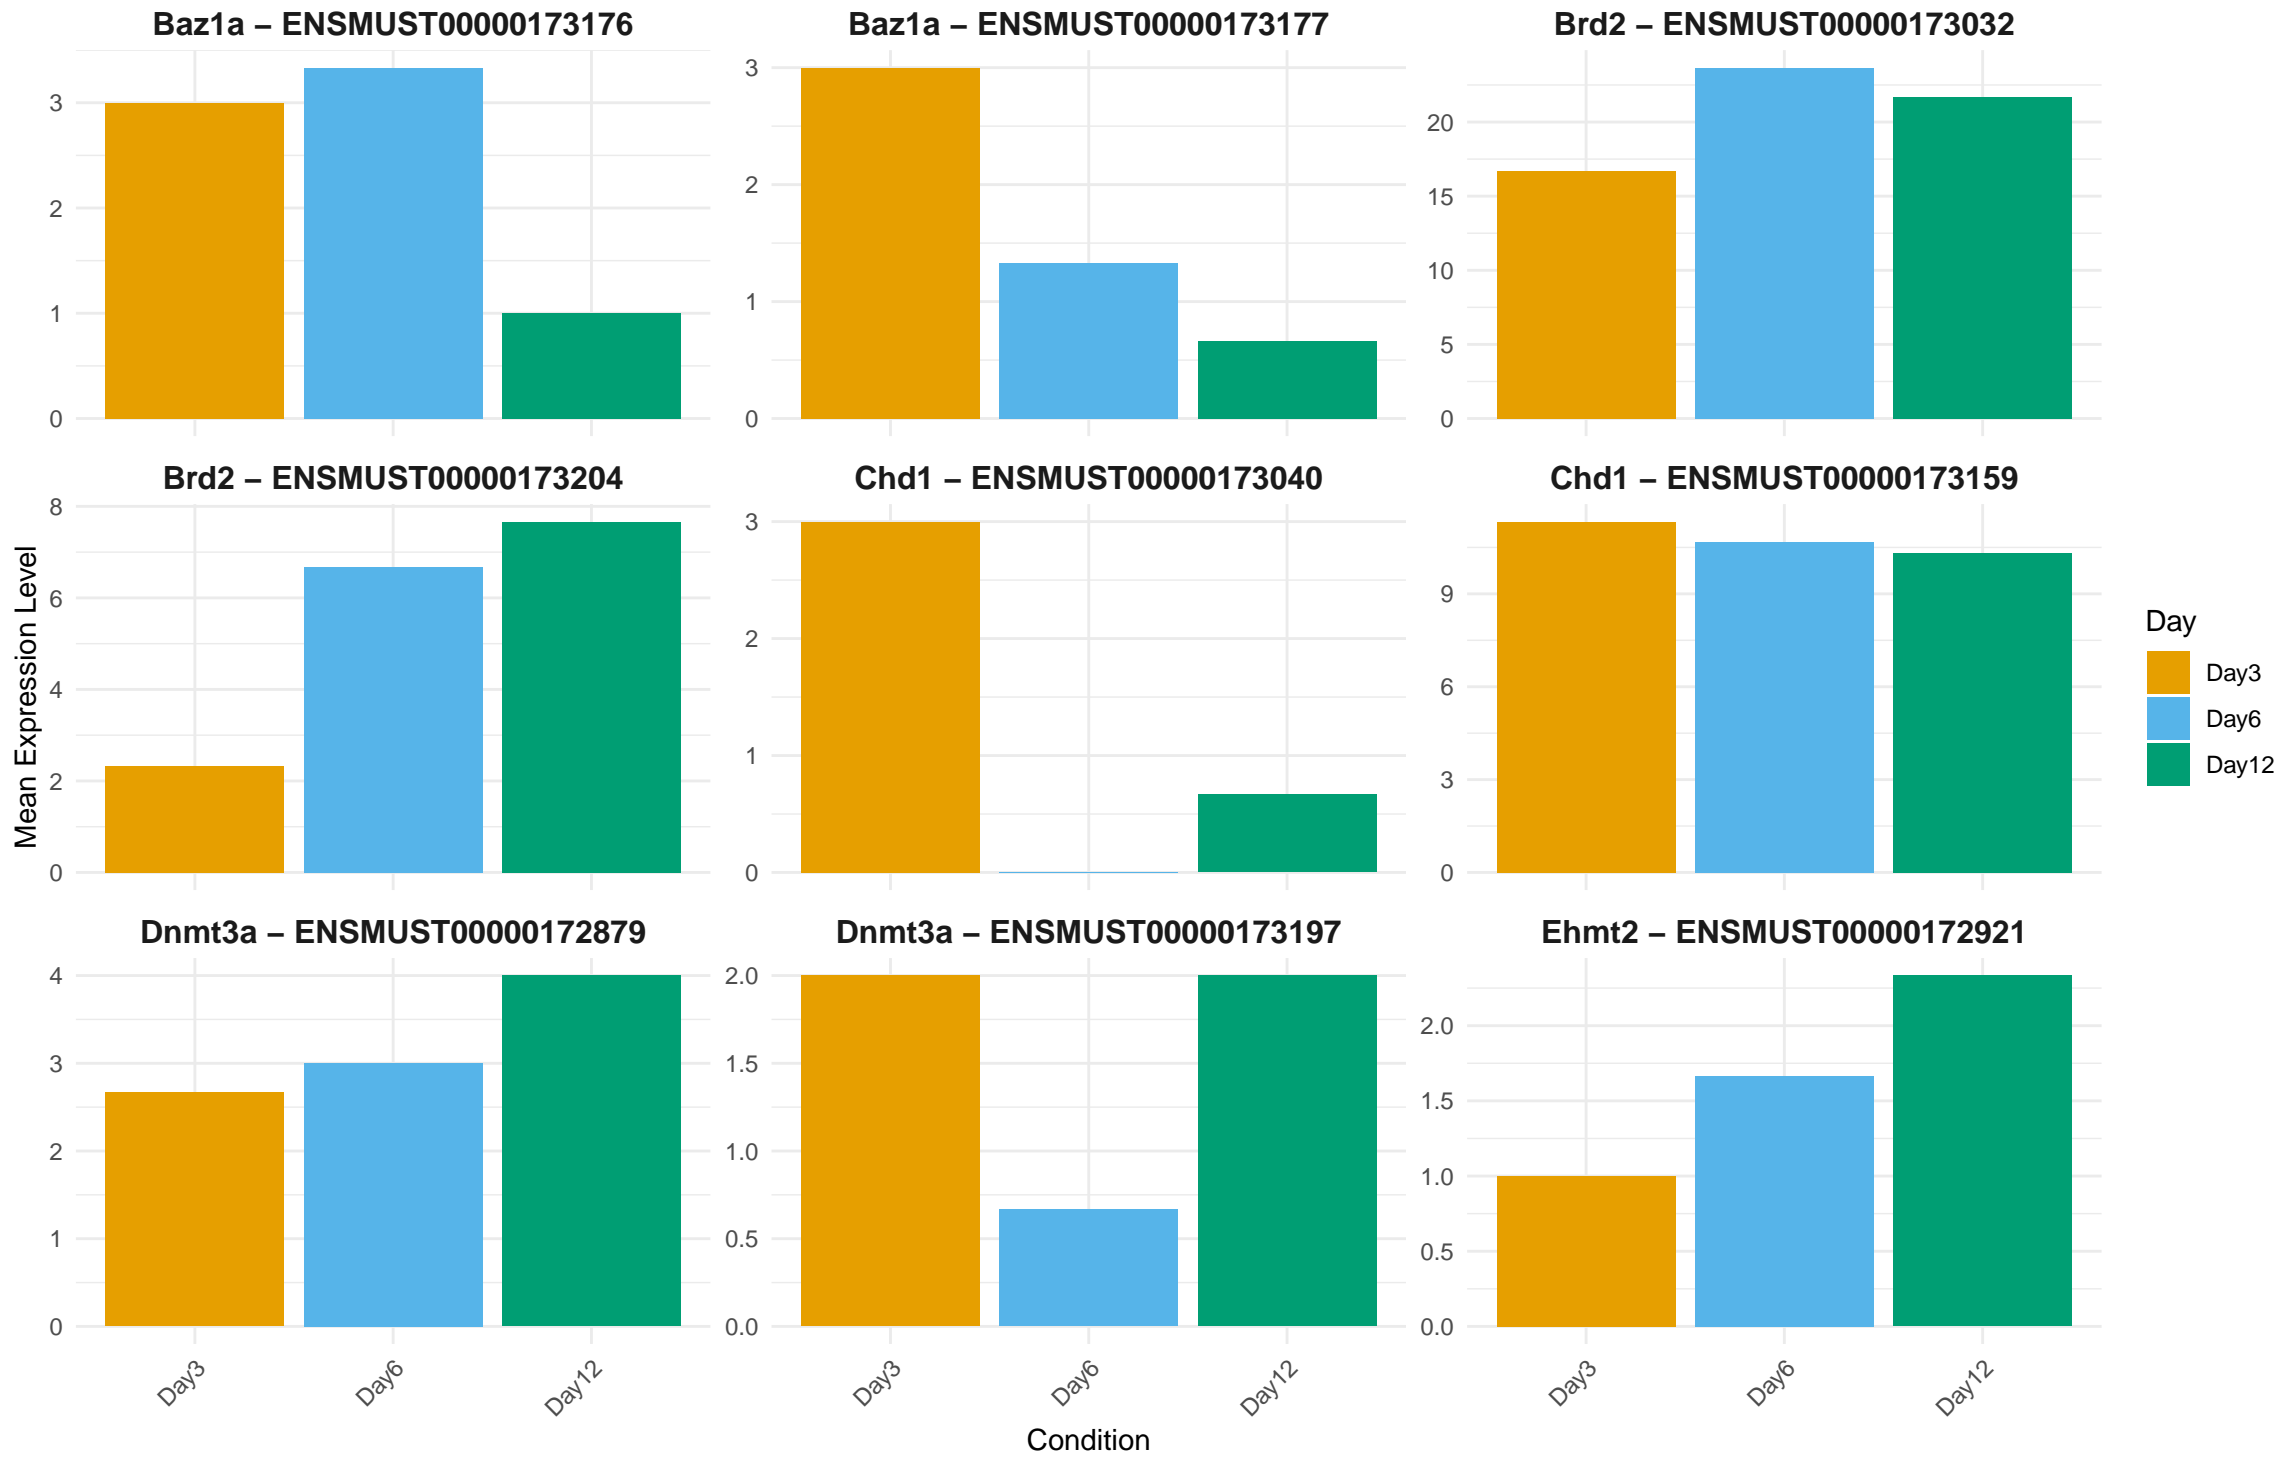 Baz1a – ENSMUST00000173176
Baz1a – ENSMUST00000173177
Brd2 – ENSMUST00000173032
3
2
1
0
3
2
1
0
20
15
10
5
0
Brd2 – ENSMUST00000173204
Chd1 – ENSMUST00000173040
Chd1 – ENSMUST00000173159
8
6
4
2
0
3
2
1
0
9
6
3
0
Dnmt3a – ENSMUST00000172879
Dnmt3a – ENSMUST00000173197
Ehmt2 – ENSMUST00000172921
4
3
2
1
0
2.0
1.5
1.0
0.5
0.0
2.0
1.5
1.0
0.5
0.0
Day3
Day6
Day12
Day3
Day6
Day12
Day3
Day6
Day12
Condition
Mean Expression Level
Day
Day3
Day6
Day12